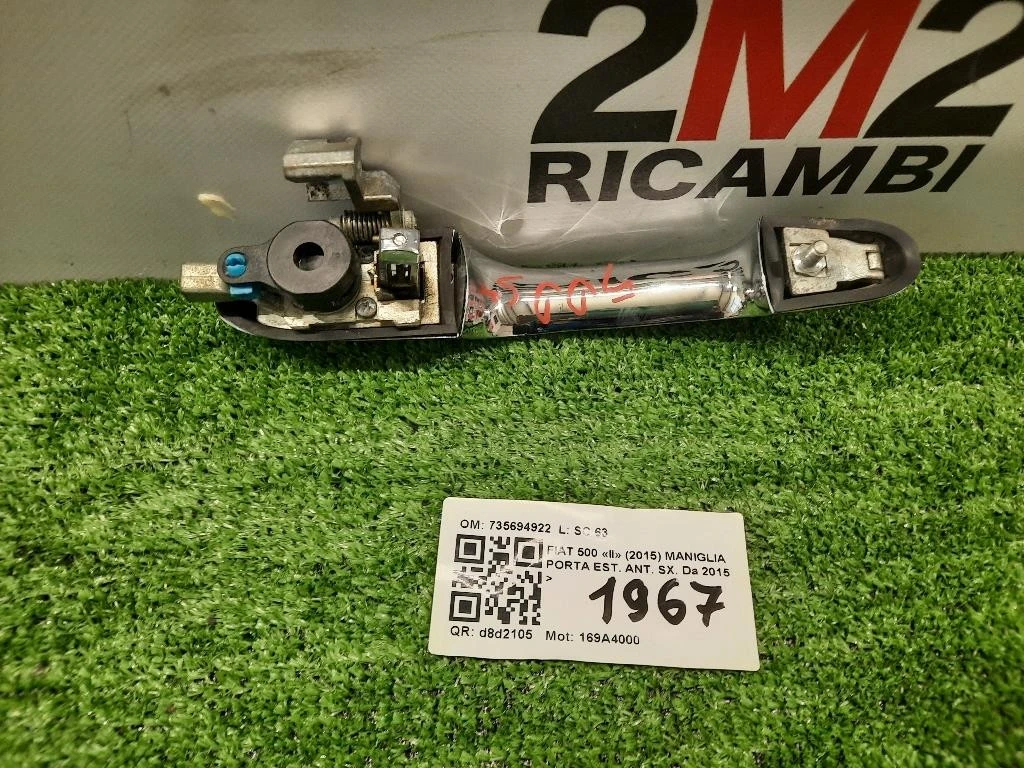 2M2
RICAMBI
OM: 735694922 L: SC 63
FIAT 500 «II» (2015) MANIGLIA
PORTA EST. ANT. SX. Da 2015
>
1967
QR: d8d2105 Mot: 169A4000